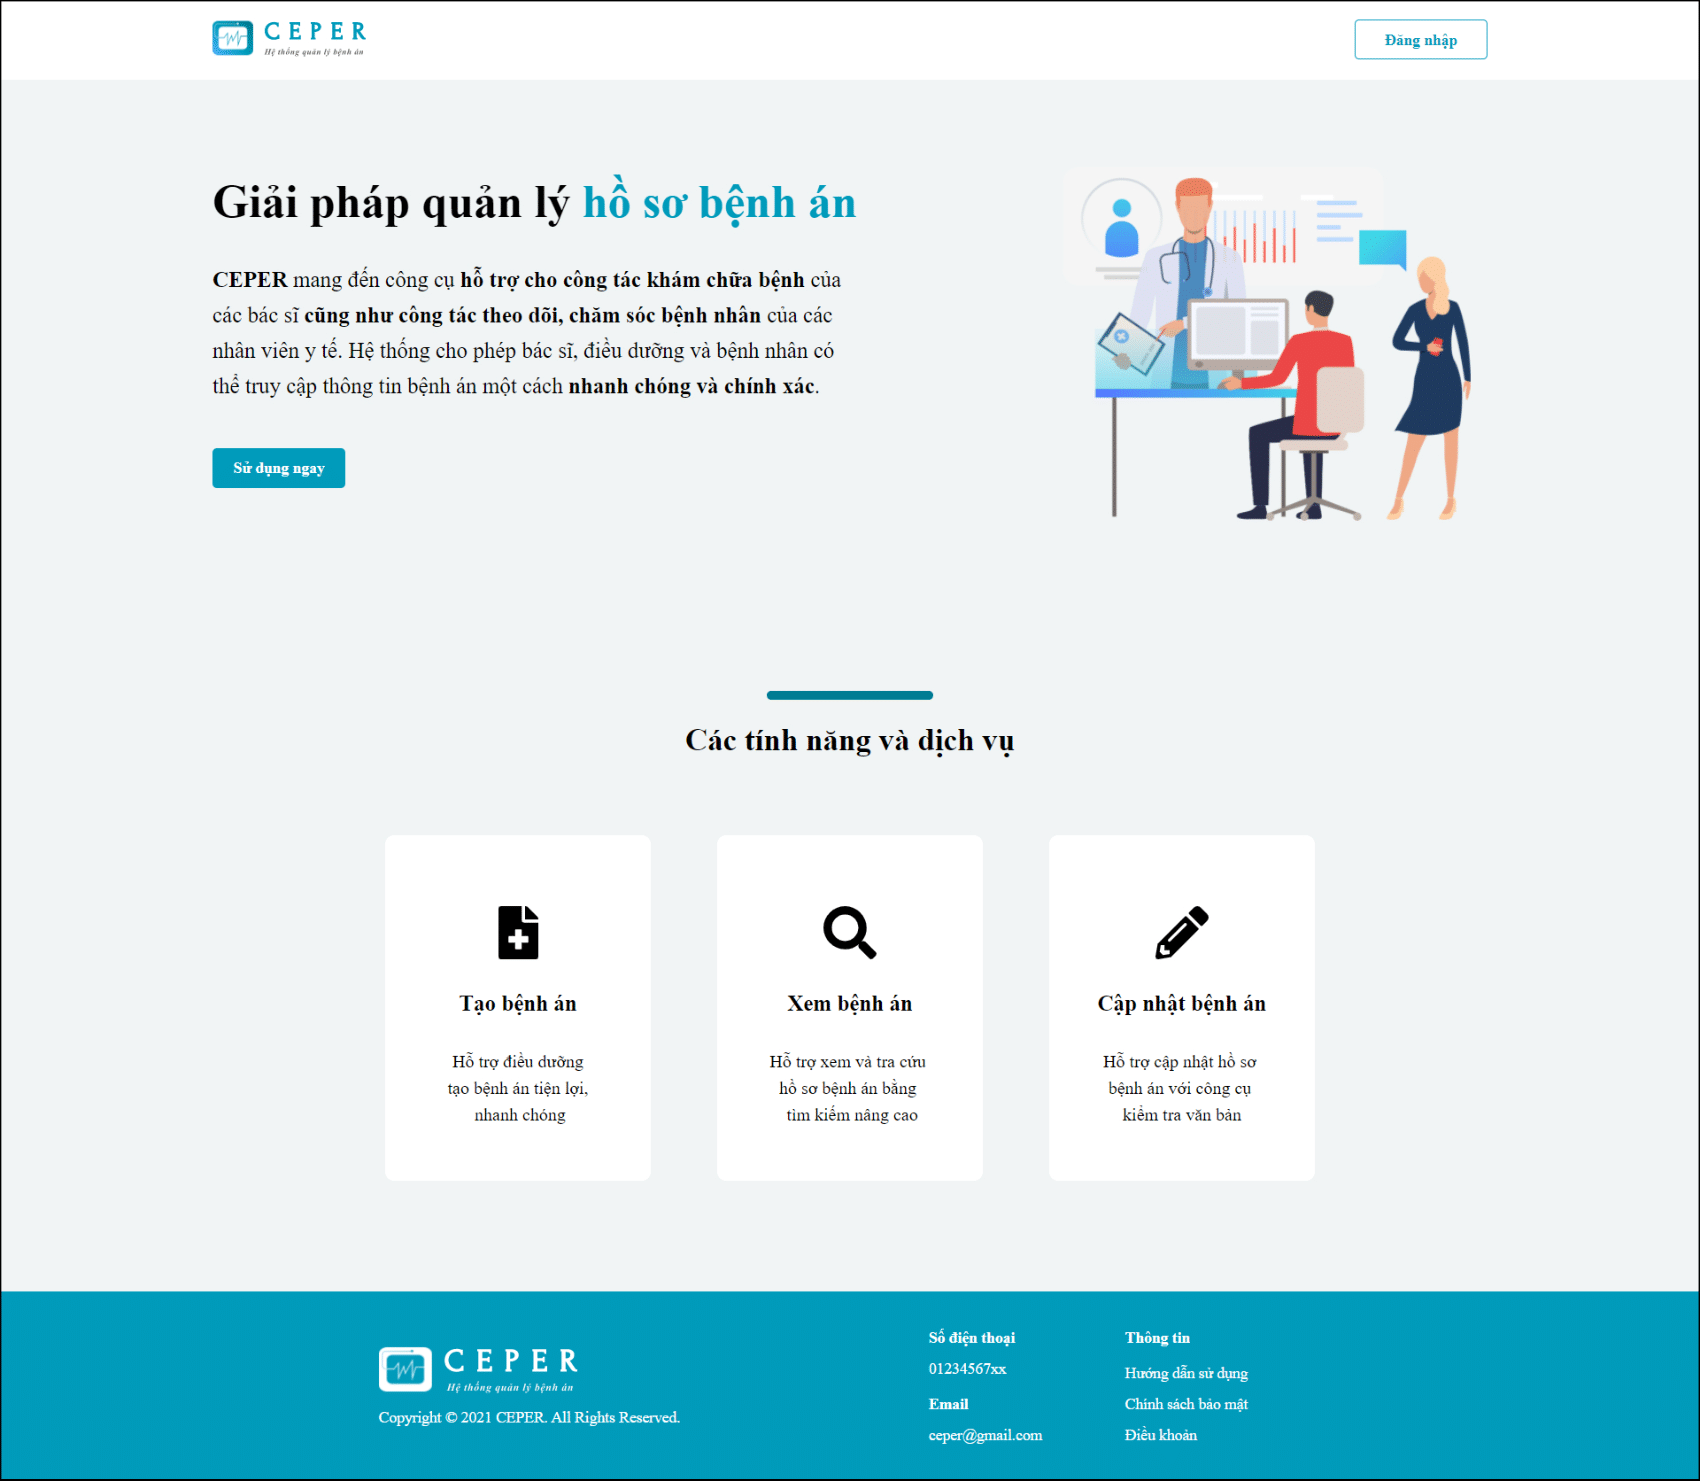 CEPER
Hệ thống quản lý bệnh án
Đăng nhập
Giải pháp quản lý hồ sơ bệnh án
CEPER mang đến công cụ hỗ trợ cho công tác khám chữa bệnh của
các bác sĩ cũng như công tác theo dõi, chăm sóc bệnh nhân của các
nhân viên y tế. Hệ thống cho phép bác sĩ, điều dưỡng và bệnh nhân có
thể truy cập thông tin bệnh án một cách nhanh chóng và chính xác.
Sử dụng ngay
Các tính năng và dịch vụ
Tạo bệnh án
Hỗ trợ điều dưỡng
tạo bệnh án tiện lợi,
nhanh chóng
Xem bệnh án
Hỗ trợ xem và tra cứu
hồ sơ bệnh án bằng
tìm kiếm nâng cao
Cập nhật bệnh án
Hỗ trợ cập nhật hồ sơ
bệnh án với công cụ
kiểm tra văn bản
CEPER
Hệ thống quản lý bệnh án
Copyright © 2021 CEPER. All Rights Reserved.
Số điện thoại
01234567xx
Email
ceper@gmail.com
Thông tin
Hướng dẫn sử dụng
Chính sách bảo mật
Điều khoản